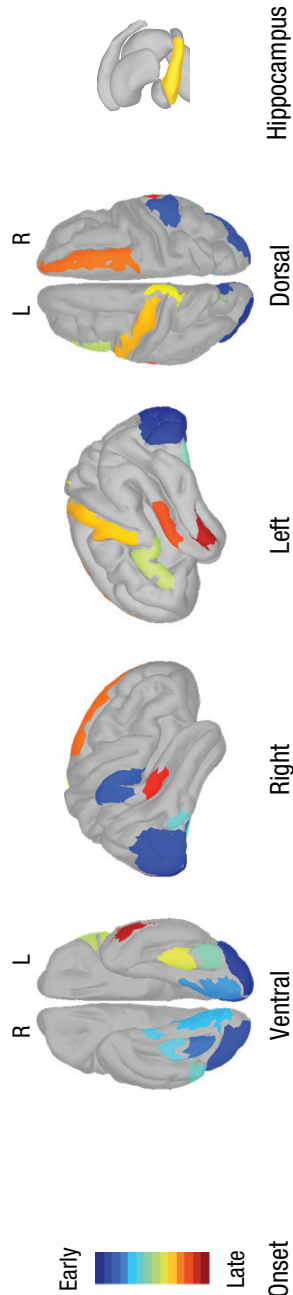 Early
Late
Onset
R
L
Ventral
Right
Left
L
R
Dorsal
Hippocampus